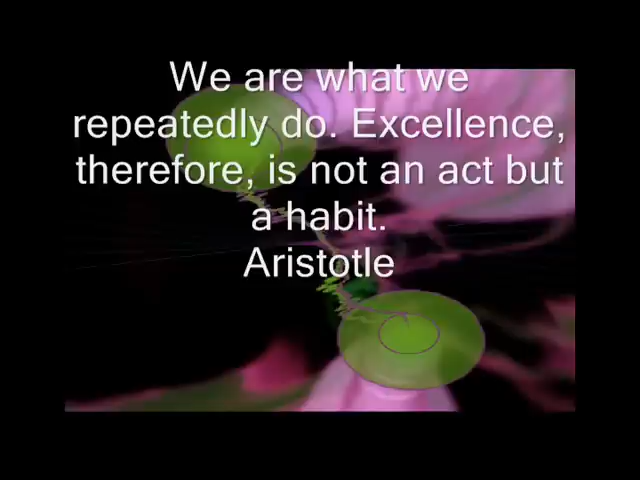 We are what we
repeatedly do. Excellence,
therefore, is not an act but
a habit.
Aristotle